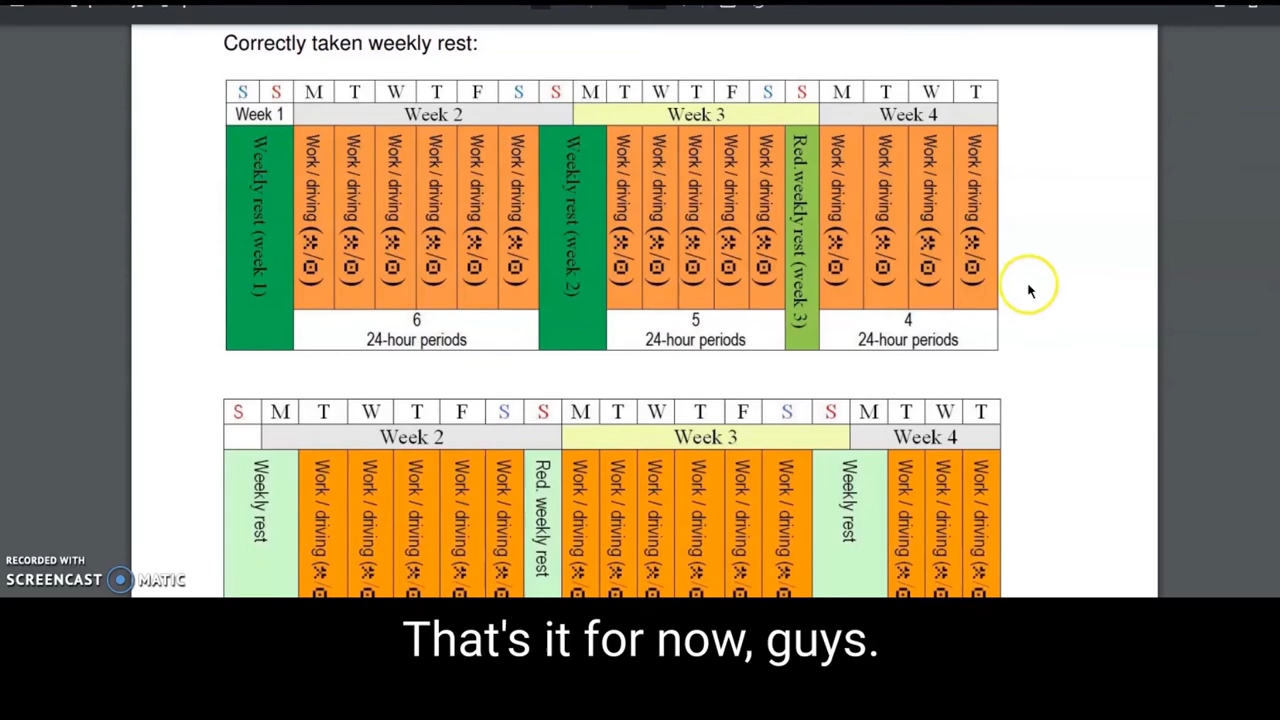 Correctly taken weekly rest:
S S M T W T F S S M T W T F S S M T W T
Week 1 Week 2 Week 3 Week 4
Weekly rest (week 1)
Work / driving (⚒/⊙)
Work / driving (⚒/⊙)
Work / driving (⚒/⊙)
Work / driving (⚒/⊙)
Work / driving (⚒/⊙)
Work / driving (⚒/⊙)
Weekly rest (week 2)
Work / driving (⚒/⊙)
Work / driving (⚒/⊙)
Work / driving (⚒/⊙)
Work / driving (⚒/⊙)
Work / driving (⚒/⊙)
Red.weekly rest (week 3)
Work / driving (⚒/⊙)
Work / driving (⚒/⊙)
Work / driving (⚒/⊙)
Work / driving (⚒/⊙)
6 5 4
24-hour periods 24-hour periods 24-hour periods
S M T W T F S S M T W T F S S M T W T
Week 2 Week 3 Week 4
Weekly rest
Work / driving (⚒/⊙
Work / driving (⚒/⊙
Work / driving (⚒/⊙
Work / driving (⚒/⊙
Work / driving (⚒/⊙
Red. weekly rest
Work / driving (⚒/⊙
Work / driving (⚒/⊙
Work / driving (⚒/⊙
Work / driving (⚒/⊙
Work / driving (⚒/⊙
Work / driving (⚒/⊙
Weekly rest
Work / driving (⚒/⊙
Work / driving (⚒/⊙
Work / driving (⚒/⊙
RECORDED WITH
SCREENCAST MATIC
That's it for now, guys.